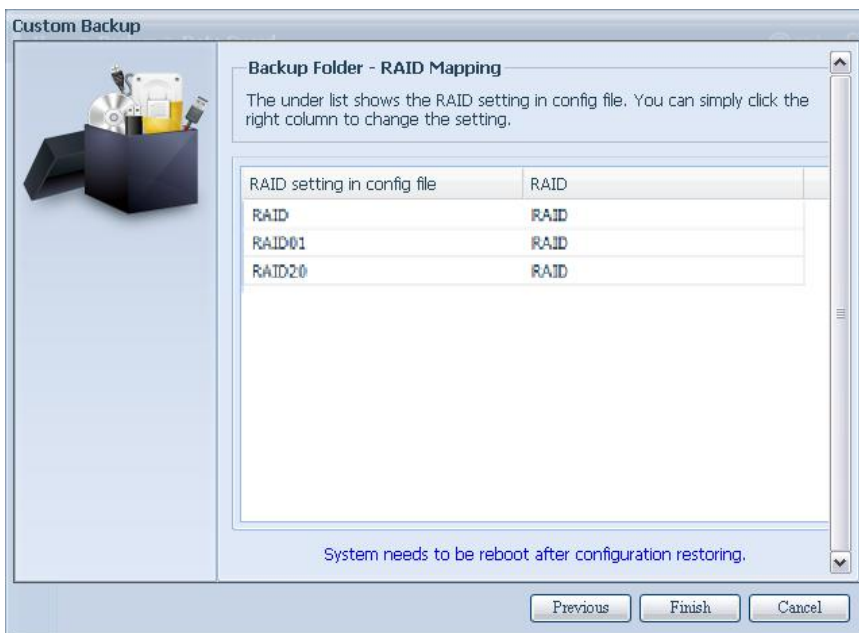 Custom Backup
Backup Folder - RAID Mapping
The under list shows the RAID setting in config file. You can simply click the
right column to change the setting.
RAID setting in config file RAID
RAID RAID
RAID01 RAID
RAID20 RAID
System needs to be reboot after configuration restoring.
Previous Finish Cancel